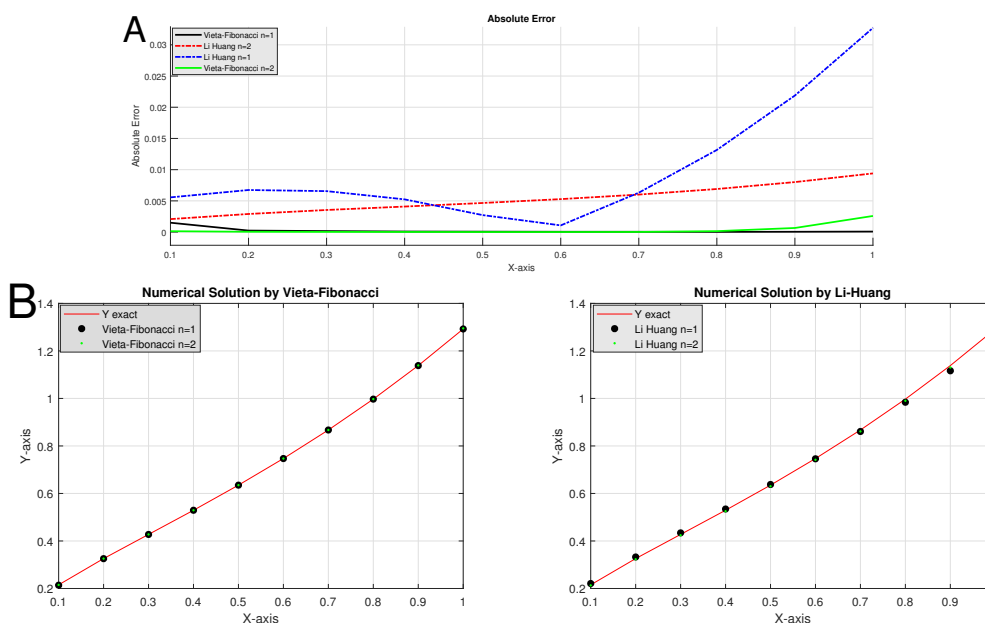 A
Absolute Error
Vieta-Fibonacci n=1
Li Huang n=2
Li Huang n=1
Vieta-Fibonacci n=2
Absolute Error
0.03
0.025
0.02
0.015
0.01
0.005
0
0.1 0.2 0.3 0.4 0.5 0.6 0.7 0.8 0.9 1
X-axis
B
Numerical Solution by Vieta-Fibonacci
Y exact
Vieta-Fibonacci n=1
Vieta-Fibonacci n=2
Y-axis
1.4
1.2
1
0.8
0.6
0.4
0.2
0.1 0.2 0.3 0.4 0.5 0.6 0.7 0.8 0.9 1
X-axis
Numerical Solution by Li-Huang
Y exact
Li Huang n=1
Li Huang n=2
Y-axis
1.4
1.2
1
0.8
0.6
0.4
0.2
0.1 0.2 0.3 0.4 0.5 0.6 0.7 0.8 0.9
X-axis